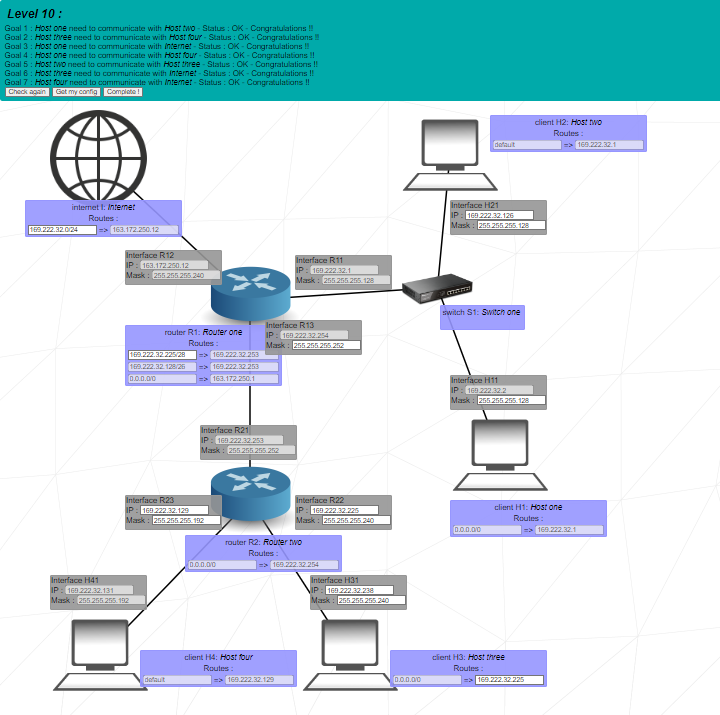 Level 10 :
Goal 1 : Host one need to communicate with Host two - Status : OK - Congratulations !!
Goal 2 : Host three need to communicate with Host four - Status : OK - Congratulations !!
Goal 3 : Host one need to communicate with Internet - Status : OK - Congratulations !!
Goal 4 : Host one need to communicate with Host four - Status : OK - Congratulations !!
Goal 5 : Host two need to communicate with Host three - Status : OK - Congratulations !!
Goal 6 : Host three need to communicate with Internet - Status : OK - Congratulations !!
Goal 7 : Host four need to communicate with Internet - Status : OK - Congratulations !!
Check again Get my config Complete !
client H2: Host two
Routes :
default => 169.222.32.1
internet I: Internet
Routes :
169.222.32.0/24 => 163.172.250.12
Interface H21
IP : 169.222.32.126
Mask : 255.255.255.128
Interface R12
IP : 163.172.250.12
Mask : 255.255.255.240
Interface R11
IP : 169.222.32.1
Mask : 255.255.255.128
switch S1: Switch one
Interface R13
IP : 169.222.32.254
Mask : 255.255.255.252
router R1: Router one
Routes :
169.222.32.225/28 => 169.222.32.253
169.222.32.128/26 => 169.222.32.253
0.0.0.0/0 => 163.172.250.1
Interface H11
IP : 169.222.32.2
Mask : 255.255.255.128
Interface R21
IP : 169.222.32.253
Mask : 255.255.255.252
Interface R23
IP : 169.222.32.129
Mask : 255.255.255.192
Interface R22
IP : 169.222.32.225
Mask : 255.255.255.240
client H1: Host one
Routes :
0.0.0.0/0 => 169.222.32.1
router R2: Router two
Routes :
0.0.0.0/0 => 169.222.32.254
Interface H41
IP : 169.222.32.131
Mask : 255.255.255.192
Interface H31
IP : 169.222.32.238
Mask : 255.255.255.240
client H4: Host four
Routes :
default => 169.222.32.129
client H3: Host three
Routes :
0.0.0.0/0 => 169.222.32.225